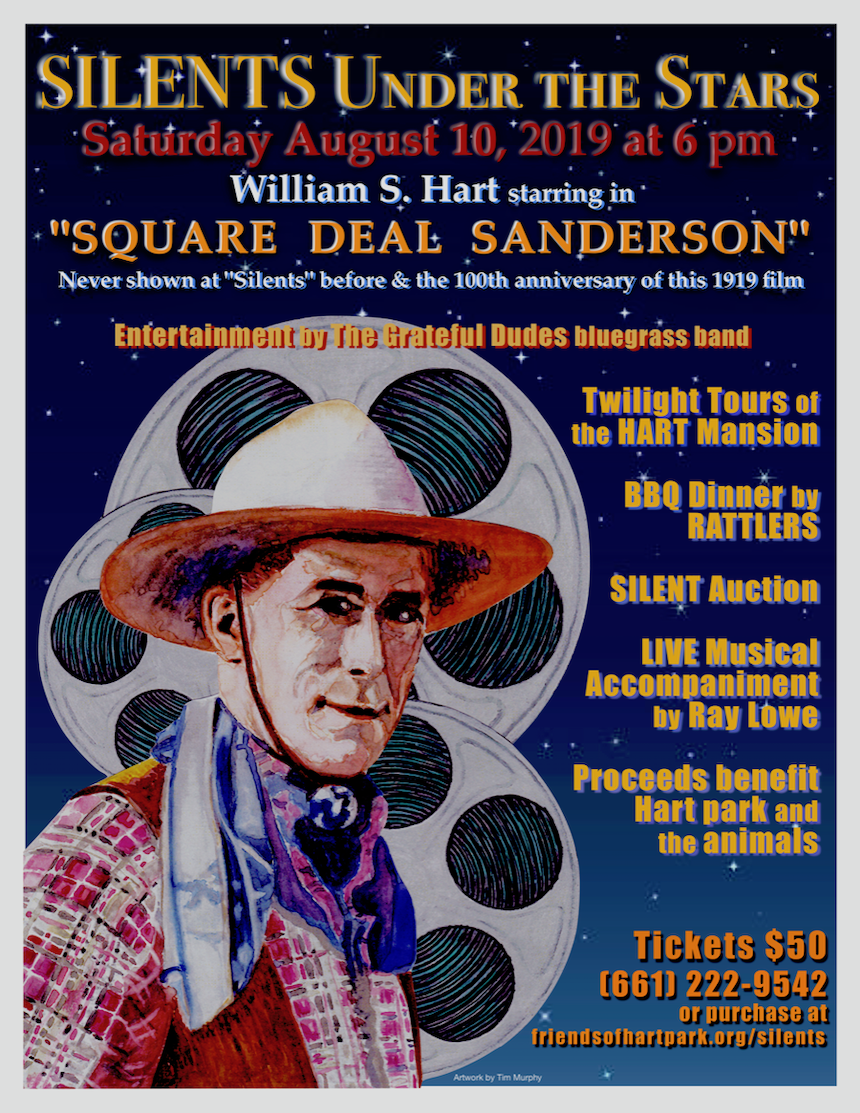 SILENTS UNDER THE STARS
Saturday August 10, 2019 at 6 pm
William S. Hart starring in
"SQUARE DEAL SANDERSON"
Never shown at "Silents" before & the 100th anniversary of this 1919 film
Entertainment by The Grateful Dudes bluegrass band
Twilight Tours of
the HART Mansion
BBQ Dinner by
RATTLERS
SILENT Auction
LIVE Musical
Accompaniment
by Ray Lowe
Proceeds benefit
Hart park and
the animals
Tickets $50
(661) 222-9542
or purchase at
friendsofhartpark.org/silents
Artwork by Tim Murphy